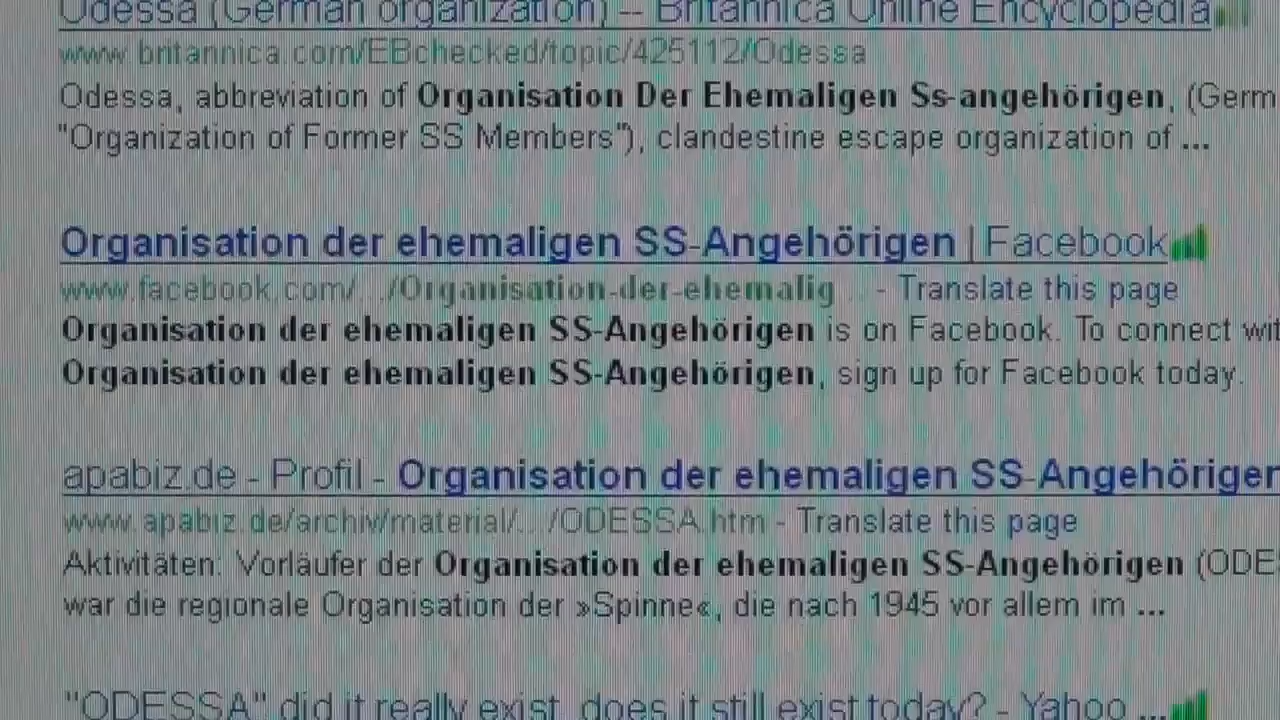 Odessa (German organization) -- Britannica Online Encyclopedia
www.britannica.com/EBchecked/topic/425112/Odessa
Odessa, abbreviation of Organisation Der Ehemaligen Ss-angehörigen, (Germ
"Organization of Former SS Members"), clandestine escape organization of ...
Organisation der ehemaligen SS-Angehörigen | Facebook
www.facebook.com/.../Organisation-der-ehemalig... - Translate this page
Organisation der ehemaligen SS-Angehörigen is on Facebook. To connect wit
Organisation der ehemaligen SS-Angehörigen, sign up for Facebook today.
apabiz.de - Profil - Organisation der ehemaligen SS-Angehöriger
www.apabiz.de/archiv/material/.../ODESSA.htm - Translate this page
Aktivitäten: Vorläufer der Organisation der ehemaligen SS-Angehörigen (ODE
war die regionale Organisation der »Spinne«, die nach 1945 vor allem im ...
"ODESSA" did it really exist, does it still exist today? - Yahoo ...